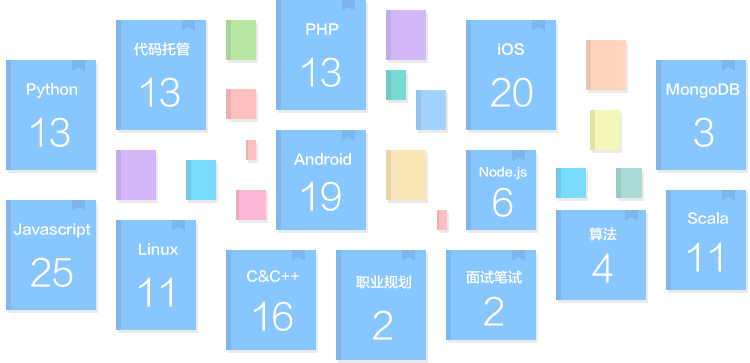 PHP
13
代码托管
13
iOS
20
Python
13
MongoDB
3
Android
19
Node.js
6
Javascript
25
Scala
11
Linux
11
算法
4
C&C++
16
职业规划
2
面试笔试
2